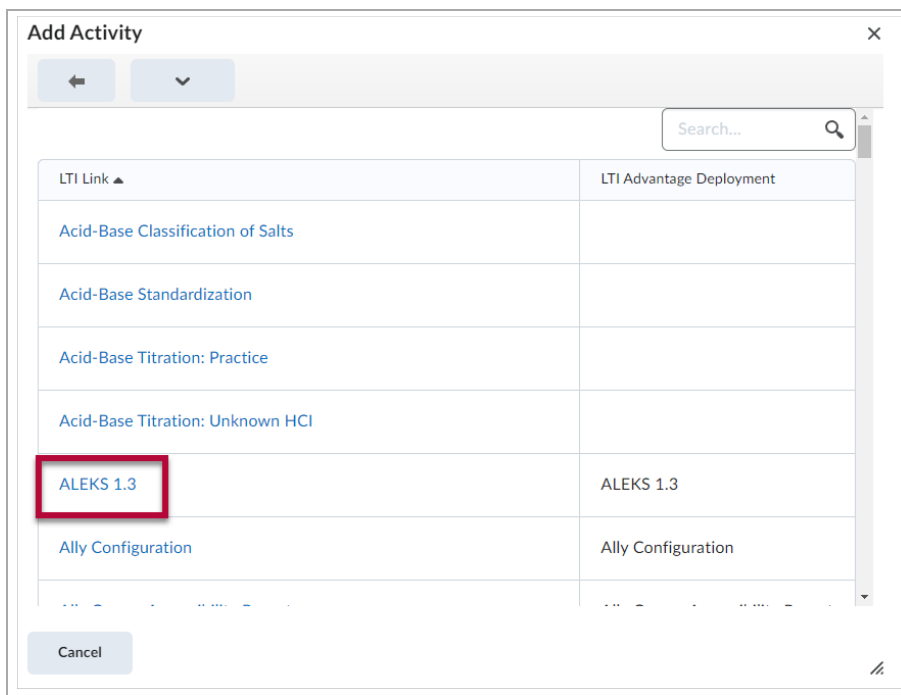 Add Activity
Search...
LTI Link LTI Advantage Deployment
Acid-Base Classification of Salts
Acid-Base Standardization
Acid-Base Titration: Practice
Acid-Base Titration: Unknown HCI
ALEKS 1.3 ALEKS 1.3
Ally Configuration Ally Configuration
Cancel